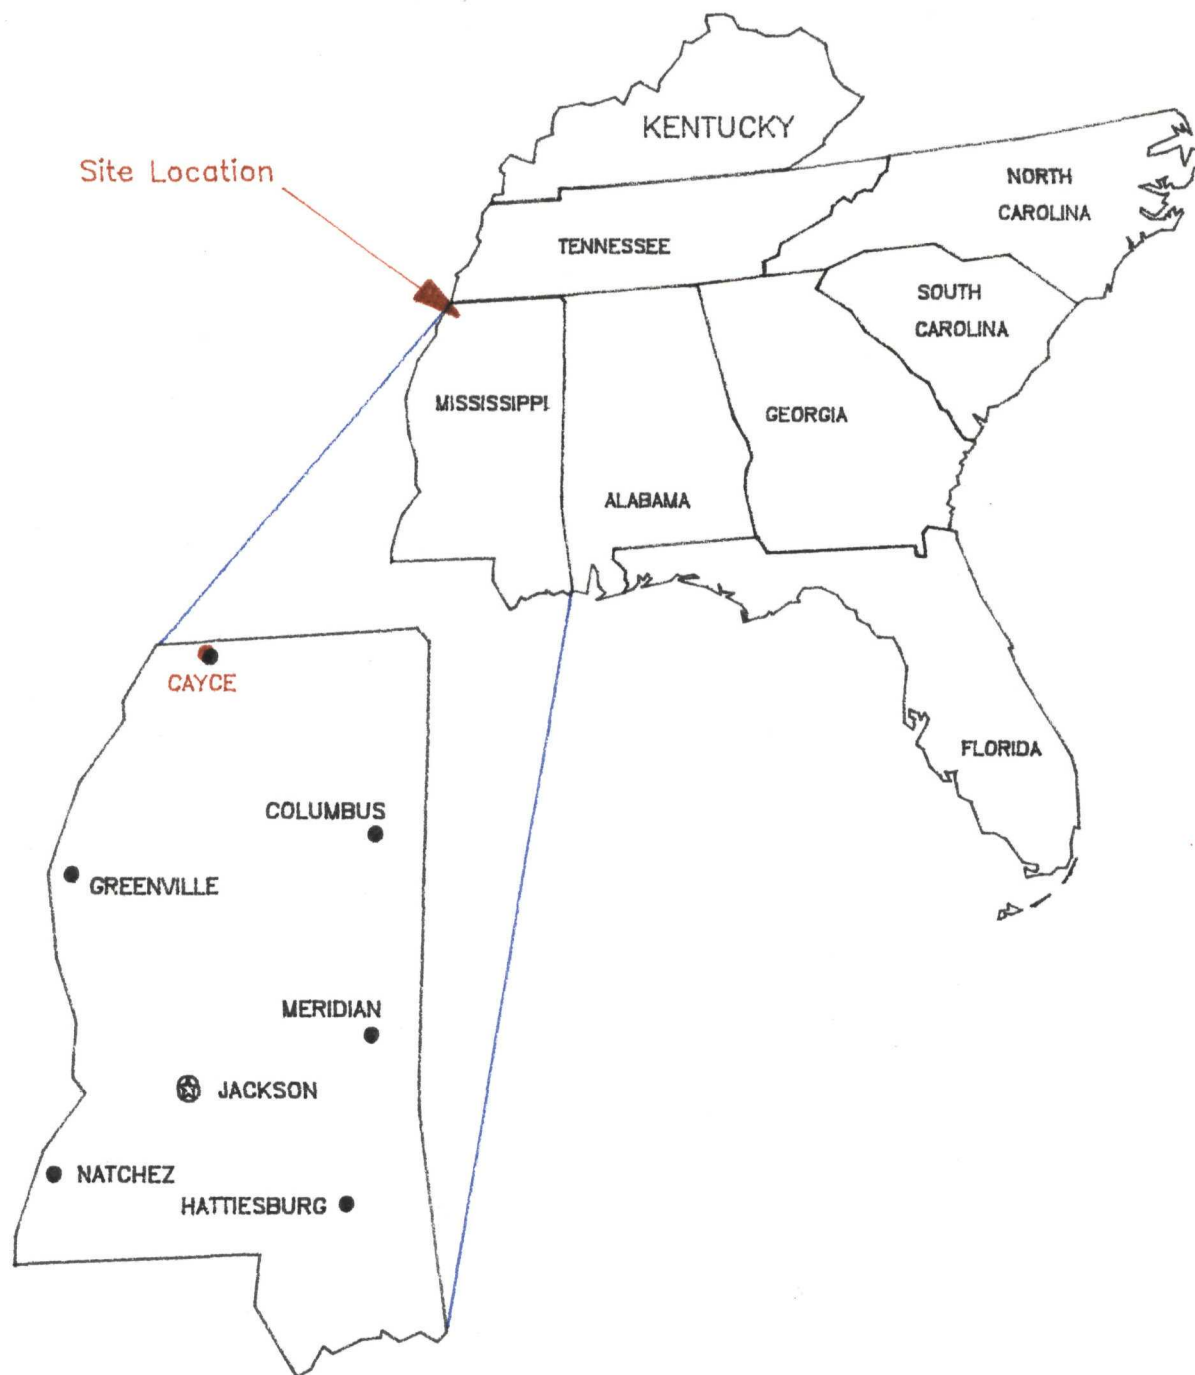 KENTUCKY
Site Location
NORTH
CAROLINA
TENNESSEE
SOUTH
CAROLINA
MISSISSIPPI
GEORGIA
ALABAMA
CAYCE
FLORIDA
COLUMBUS
GREENVILLE
MERIDIAN
JACKSON
NATCHEZ
HATTIESBURG